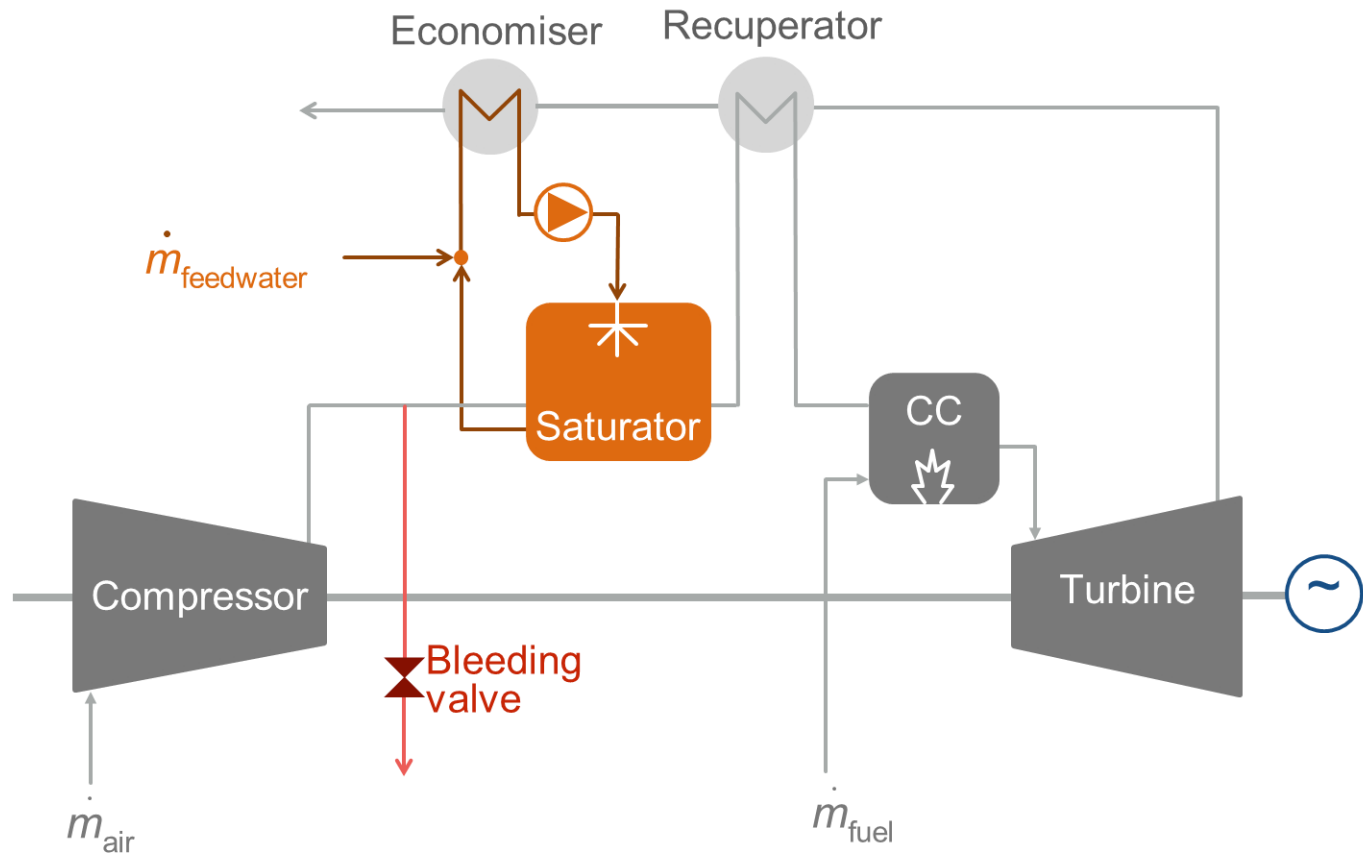 Economiser
Recuperator
ṁfeedwater
Saturator
CC
Compressor
Turbine
~
Bleeding
valve
ṁair
ṁfuel